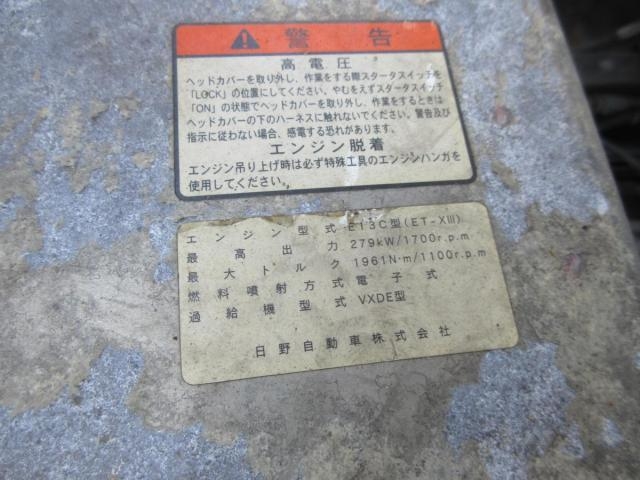 警告
高電圧
ヘッドカバーを取り外し、作業をする際スタータスイッチを
「LOCK」の位置にしてください。やむをえずスタータスイッチ
「ON」の状態でヘッドカバーを取り外し、作業をするときは
ヘッドカバーの下のハーネスに触れないでください。警告及び
指示に従わない場合、感電する恐れがあります。
エンジン脱着
エンジン吊り上げ時は必ず特殊工具のエンジンハンガを
使用してください。
エンジン型式 E13C型(ET-XIII)
最高出力 279kW/1700r.p.m
最大トルク 1961N・m/1100r.p.m
燃料噴射方式 電子式
過給機型式 VXDE型
日野自動車株式会社